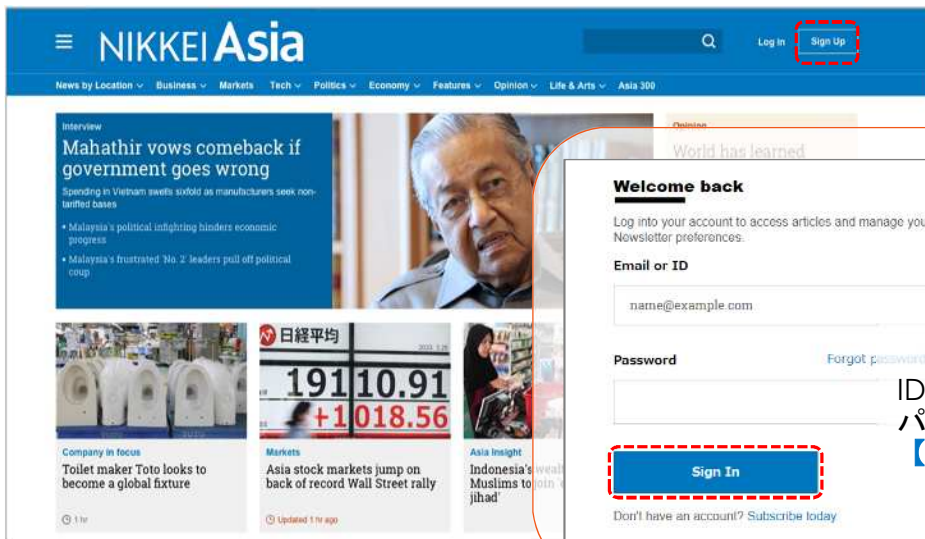 NIKKEI Asia
Log In
Sign Up
News by Location
Business
Markets
Tech
Politics
Economy
Features
Opinion
Life & Arts
Asia 300
Interview
Mahathir vows comeback if
government goes
wrong
Spending in Vietnam swells sixfold as manufacturers seek non-
tariffed bases
• Malaysia's political infighting hinders economic
progress
• Malaysia's frustrated 'No. 2' leaders pull off political
coup
Opinion
World has learned
Welcome back
Log into your account to access articles and manage you
Newsletter preferences.
Email or ID
name@example.com
Password
Forgot password
ID
パ
【
Sign In
Don't have an account? Subscribe today
日経平均
19110.91
+1018.56
Company in focus
Toilet maker Toto looks to
become a global fixture
1 hr
Markets
Asia stock markets jump on
back of record Wall Street rally
Updated 1 hr ago
Asia Insight
Indonesia's wealt
Muslims to join 'e
jihad'